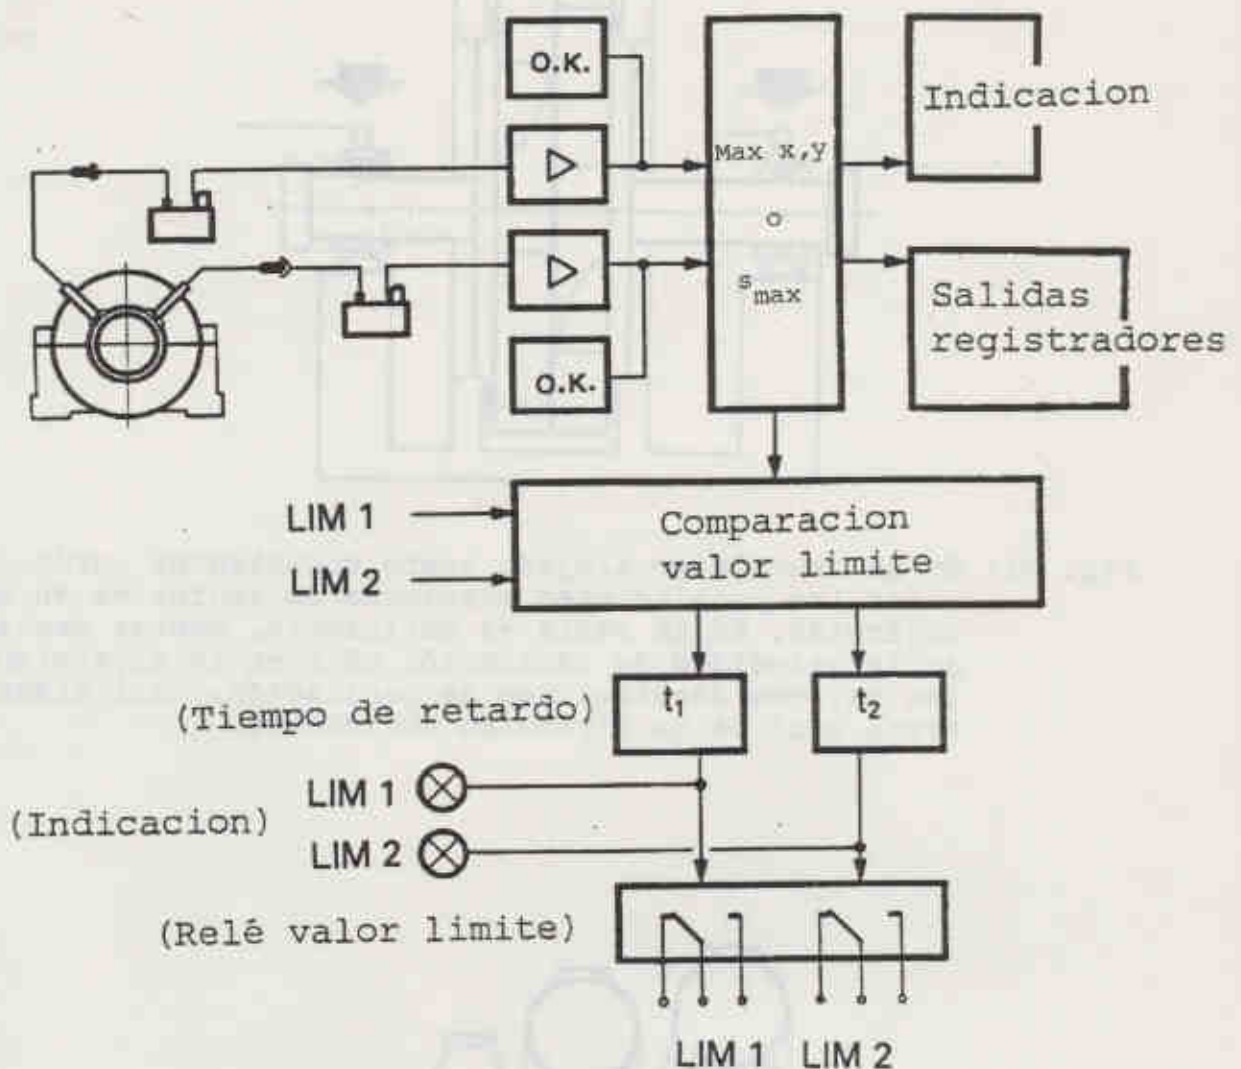 O.K.
Indicacion
Max x,y
o
smax
Salidas
registradores
O.K.
LIM 1
LIM 2
Comparacion
valor limite
(Tiempo de retardo)
t1
t2
LIM 1
(Indicacion)
LIM 2
(Relé valor limite)
LIM 1 LIM 2